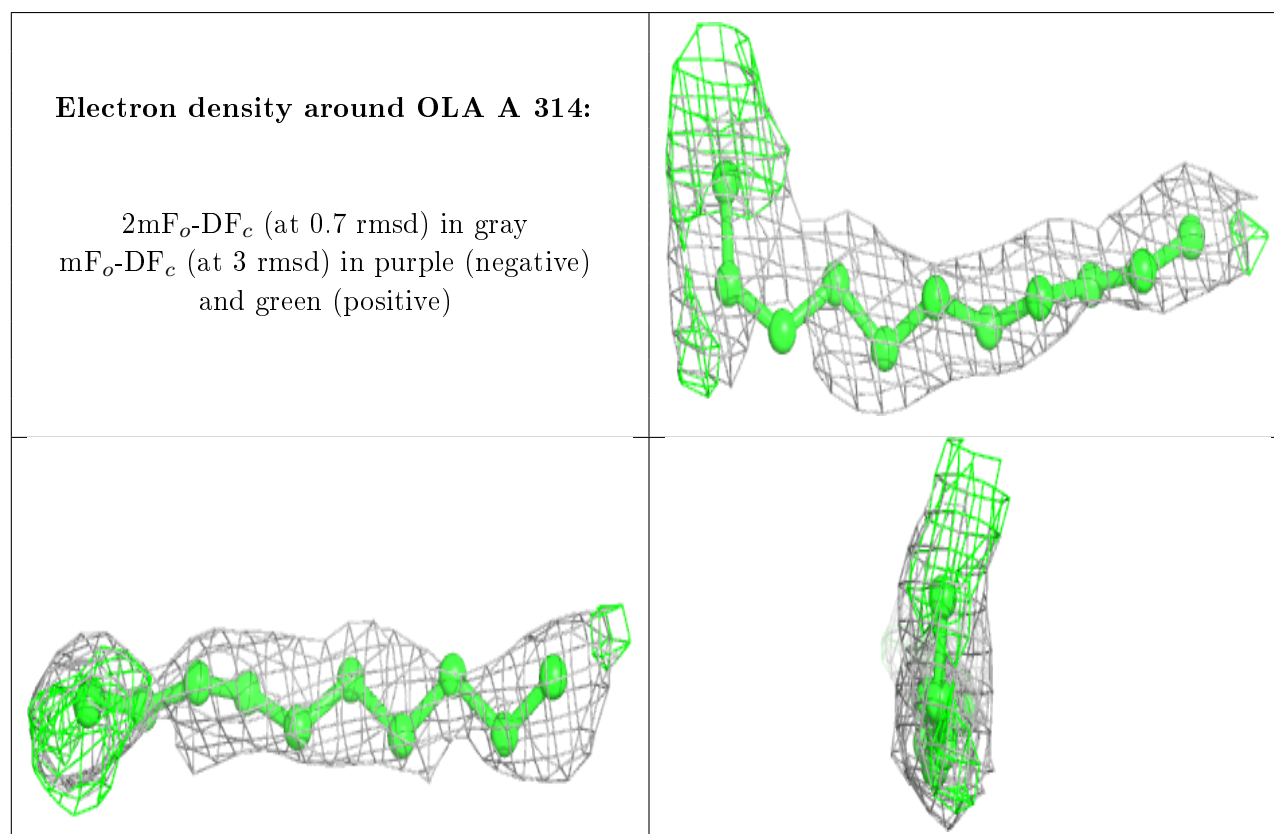 Electron density around OLA A 314:
2mFₒ-DF𝒸 (at 0.7 rmsd) in gray
mFₒ-DF𝒸 (at 3 rmsd) in purple (negative)
and green (positive)